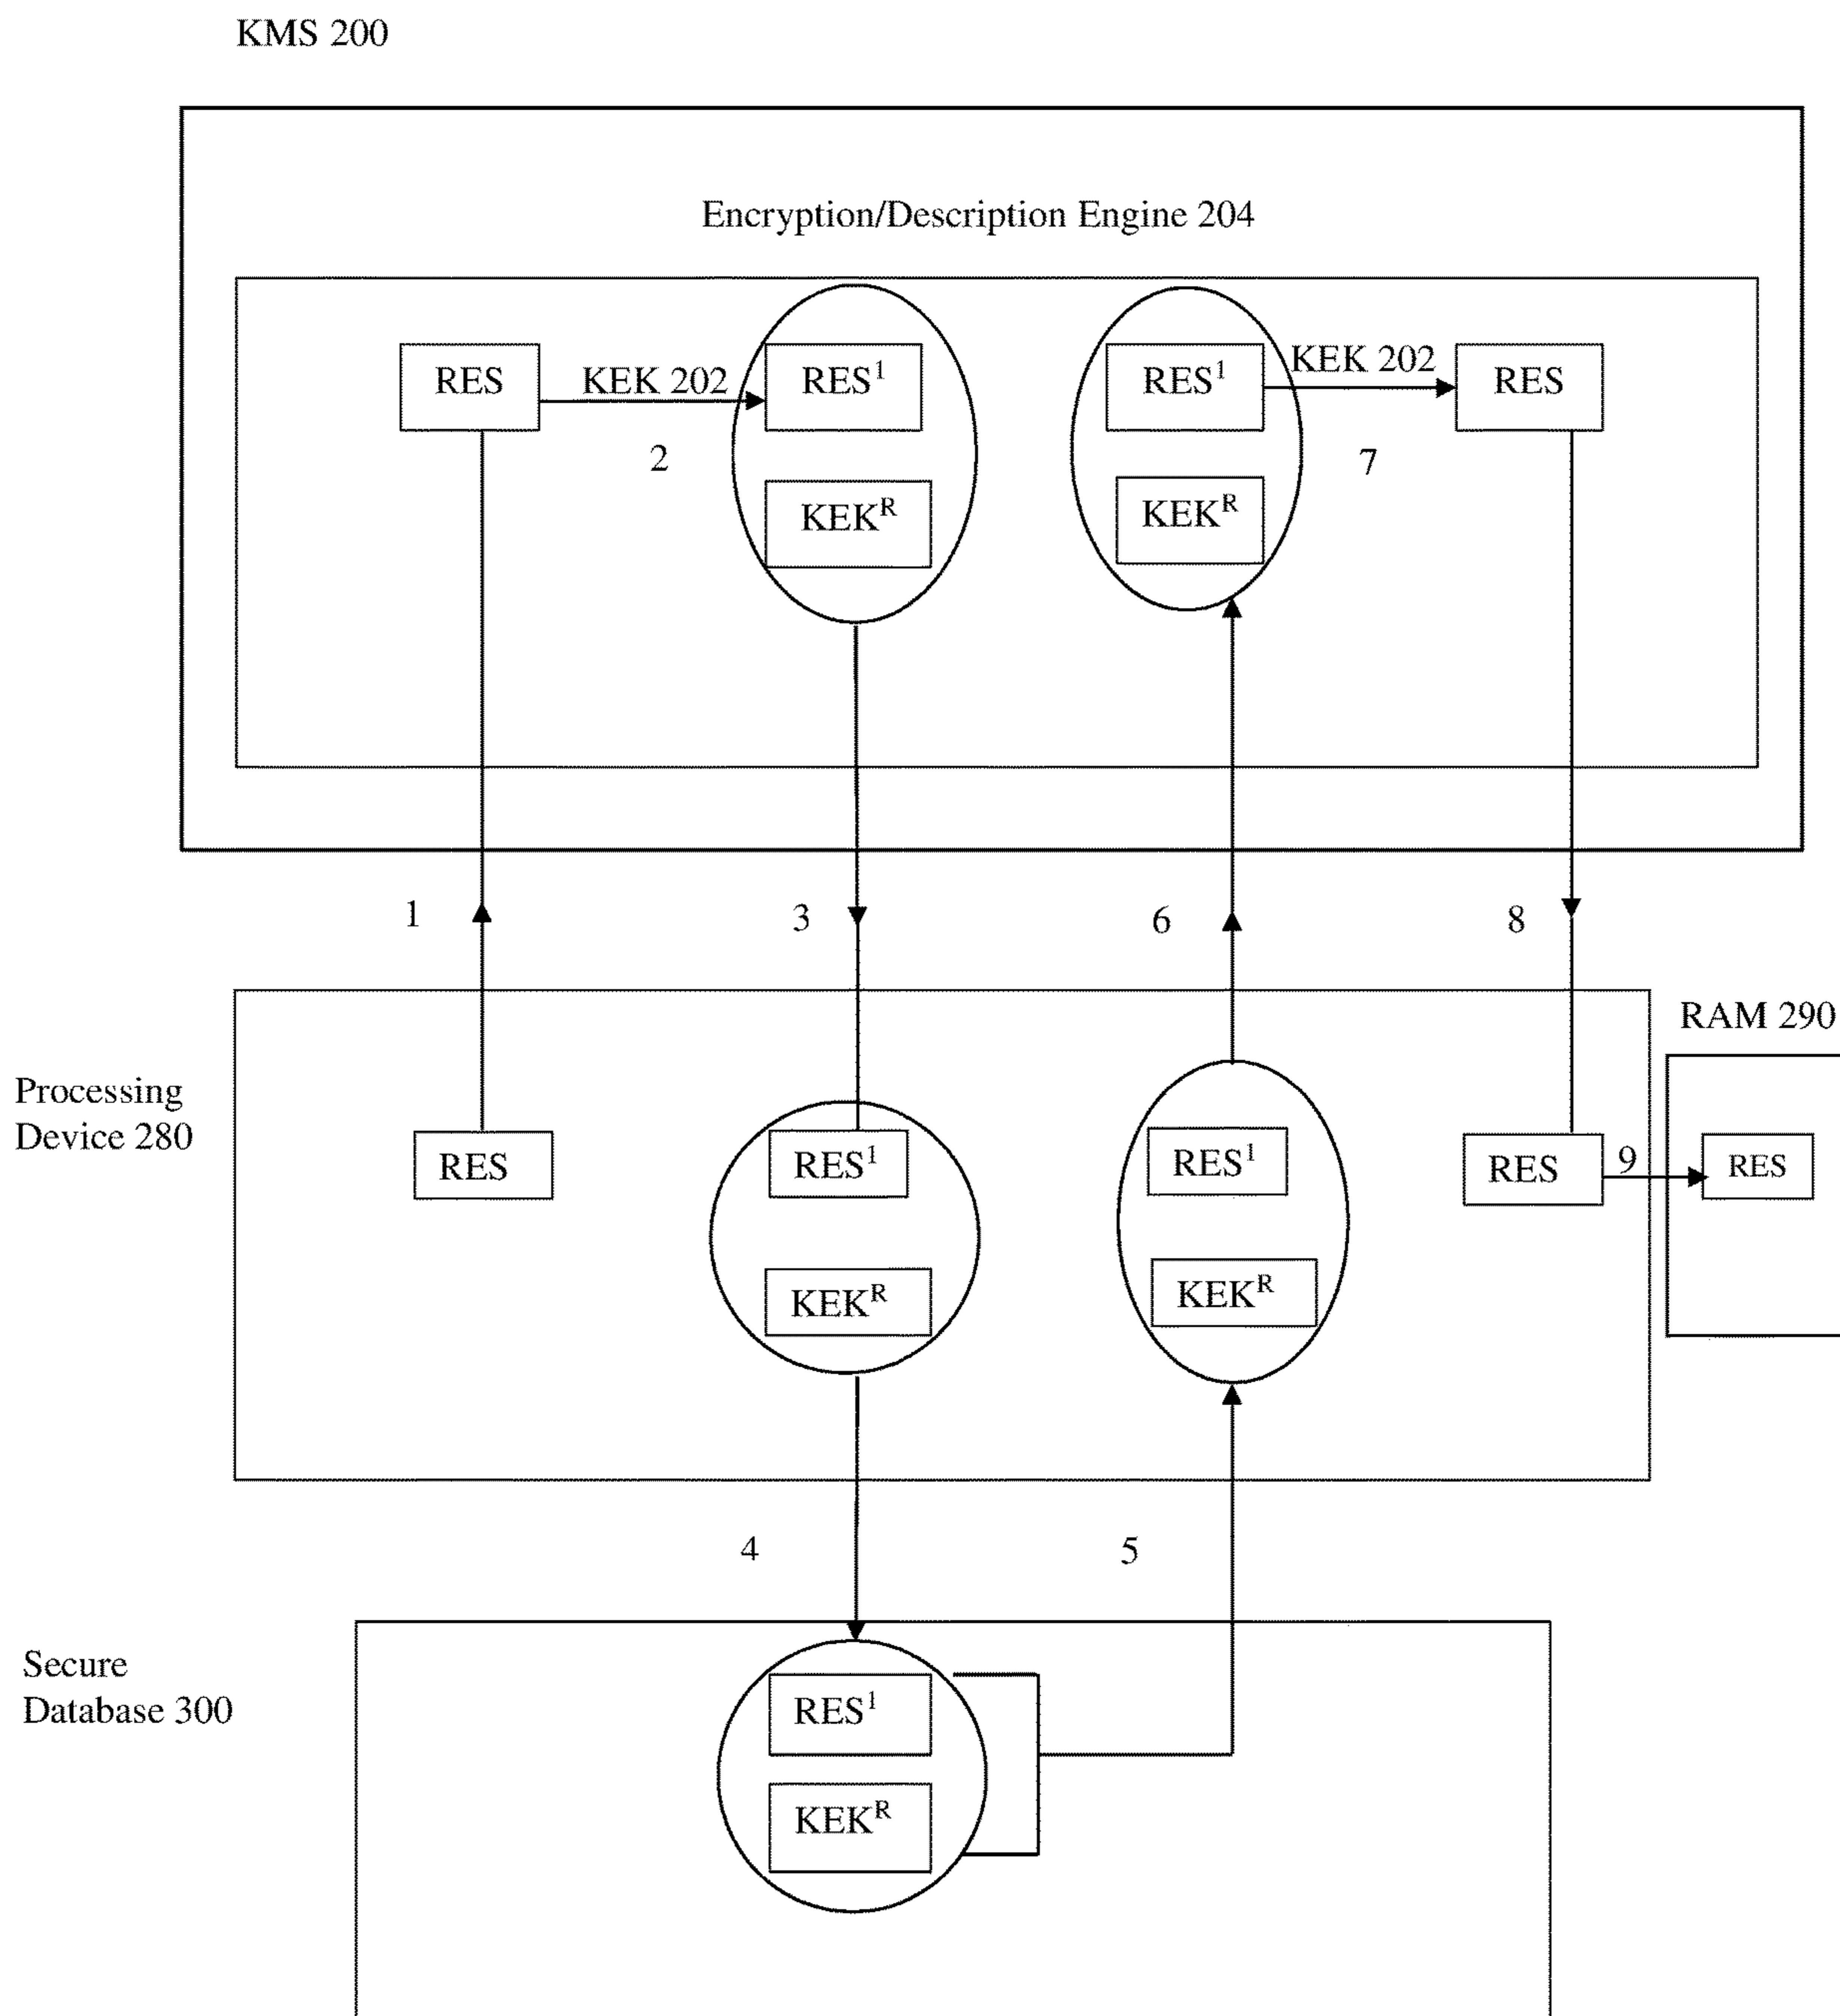 KMS 200
Encryption/Description Engine 204
RES
KEK 202
RES¹
RES¹
KEK 202
RES
2
7
KEKᴿ
KEKᴿ
1
3
6
8
RAM 290
Processing
Device 280
RES
RES¹
RES¹
RES
9
RES
KEKᴿ
KEKᴿ
4
5
Secure
Database 300
RES¹
KEKᴿ